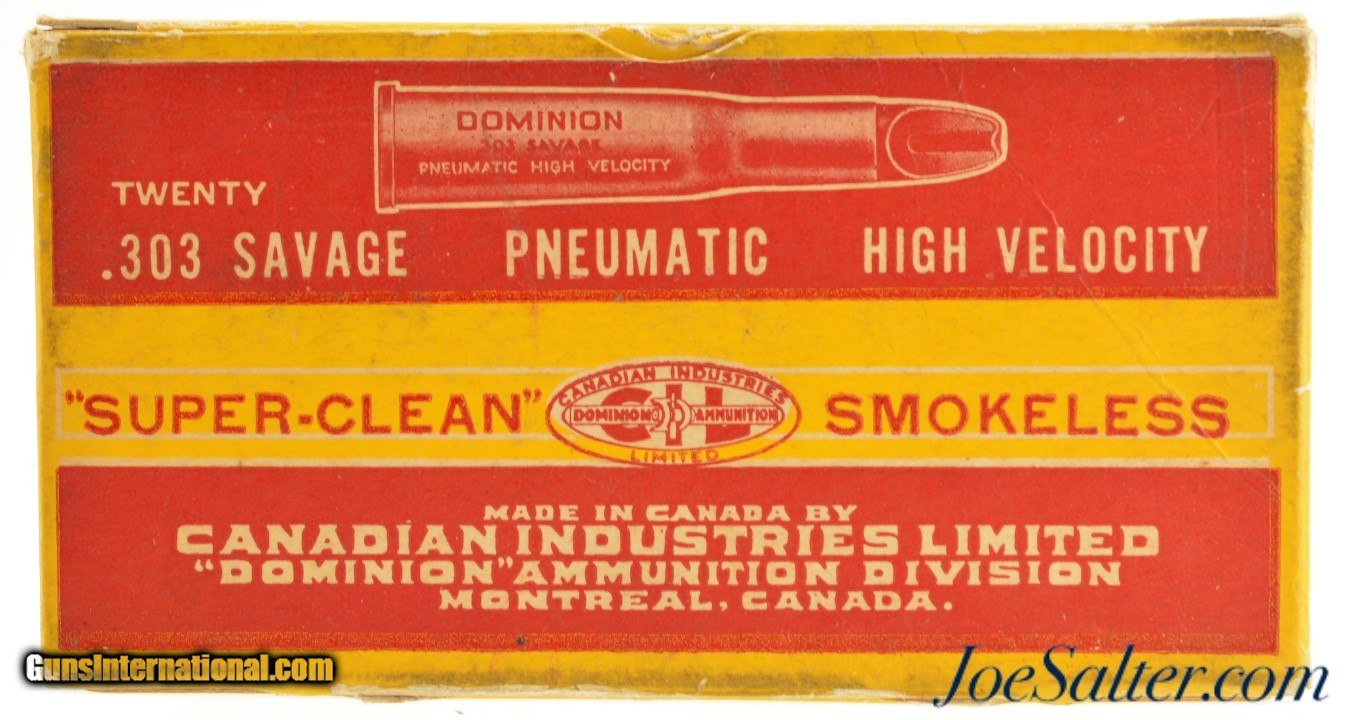 DOMINION
303 SAVAGE
PNEUMATIC HIGH VELOCITY
TWENTY
.303 SAVAGE PNEUMATIC HIGH VELOCITY
"SUPER-CLEAN" SMOKELESS
CANADIAN INDUSTRIES
CIL
DOMINION AMMUNITION
LIMITED
MADE IN CANADA BY
CANADIAN INDUSTRIES LIMITED
"DOMINION" AMMUNITION DIVISION
MONTREAL, CANADA.
GunsInternational.com
JoeSalter.com